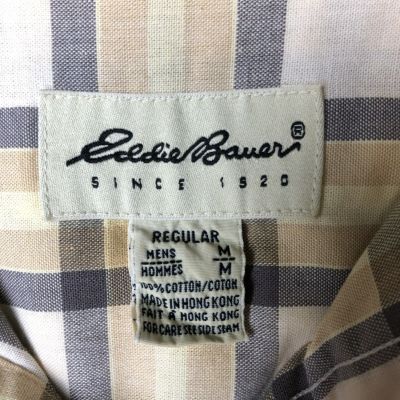 Eddie Bauer ®
SINCE 1920
REGULAR
MENS M
HOMMES M
100% COTTON/COTON
MADE IN HONG KONG
FAIT À HONG KONG
FOR CARE SEE SIDE SEAM